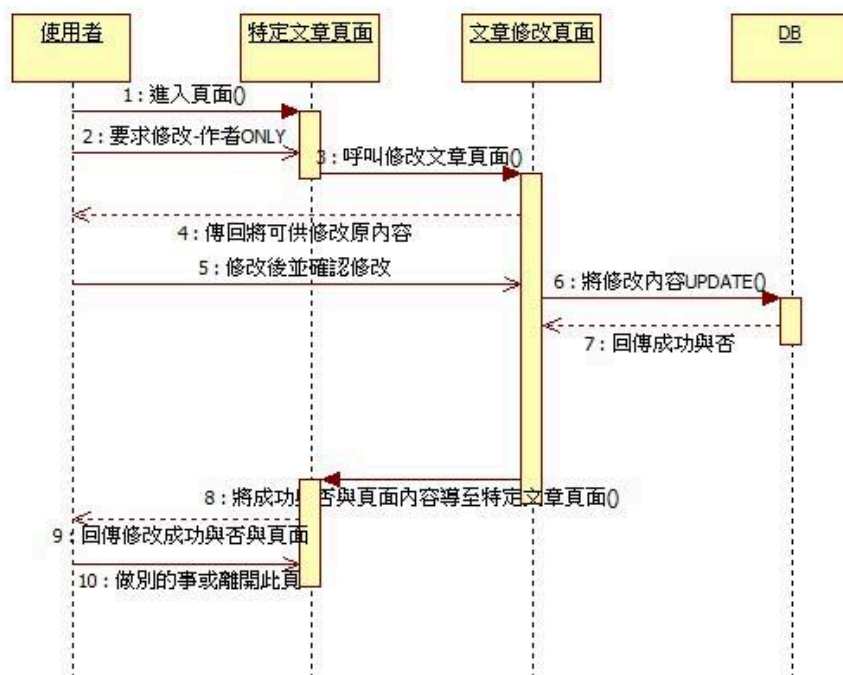 使用者
特定文章頁面
文章修改頁面
DB
1 : 進入頁面()
2 : 要求修改-作者ONLY
3 : 呼叫修改文章頁面()
4 : 傳回將可供修改原內容
5 : 修改後並確認修改
6 : 將修改內容UPDATE()
7 : 回傳成功與否
8 : 將成功與否與頁面內容導至特定文章頁面()
9 : 回傳修改成功與否與頁面
10 : 做別的事或離開此頁